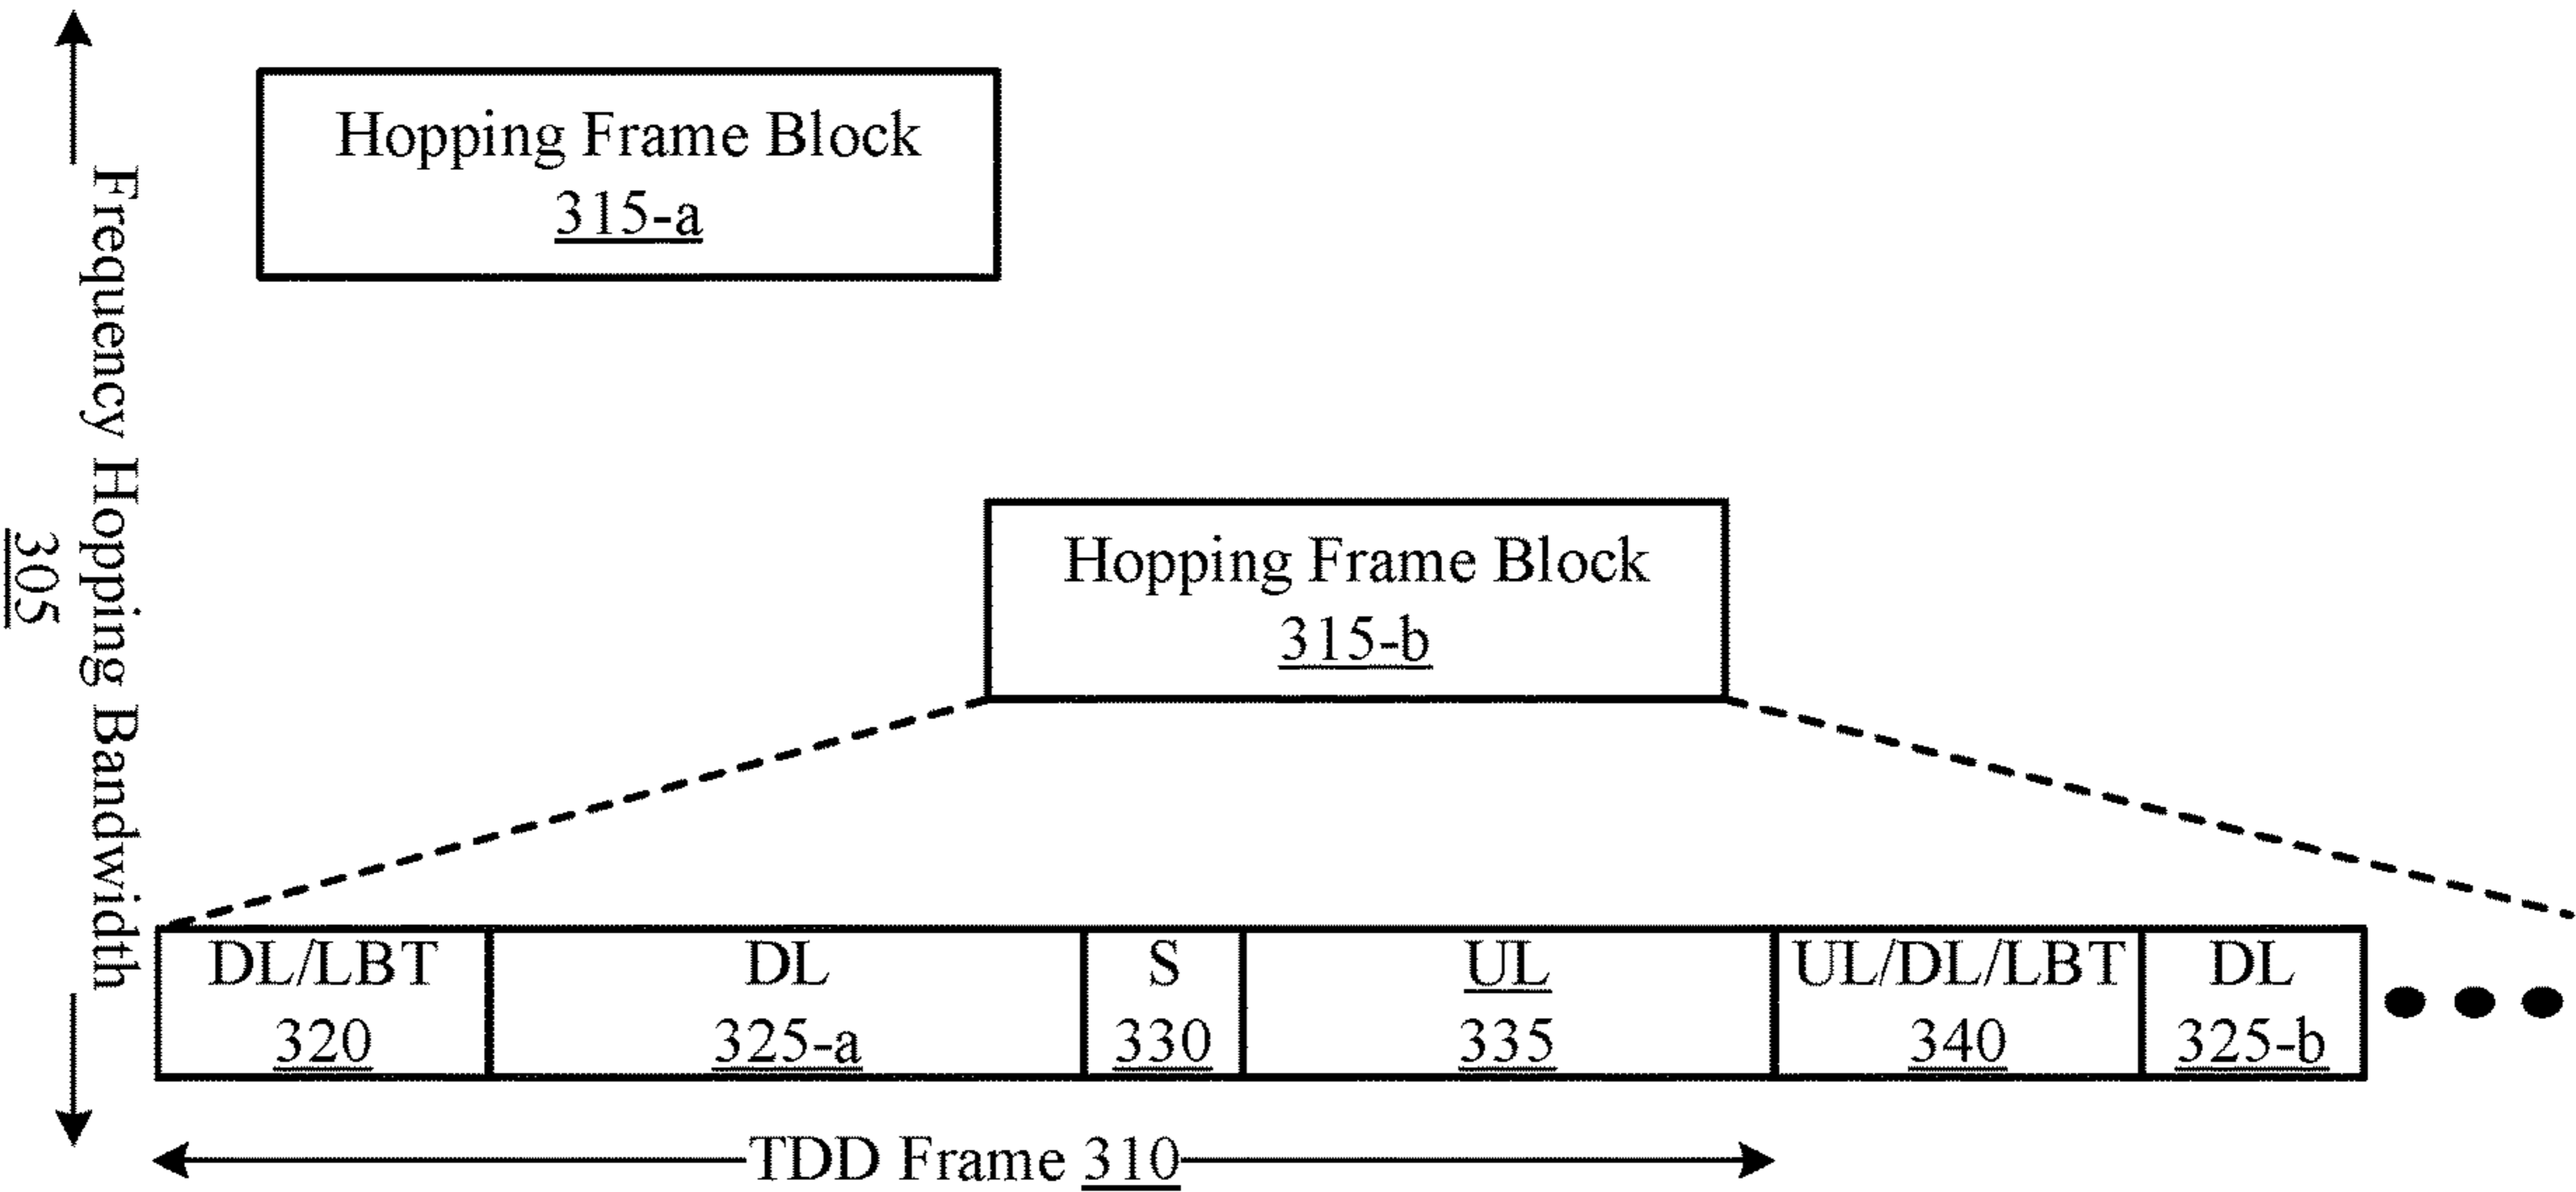 Hopping Frame Block
315-a
Frequency Hopping Bandwidth
305
Hopping Frame Block
315-b
DL/LBT
320
DL
325-a
S
330
UL
335
UL/DL/LBT
340
DL
325-b
TDD Frame 310